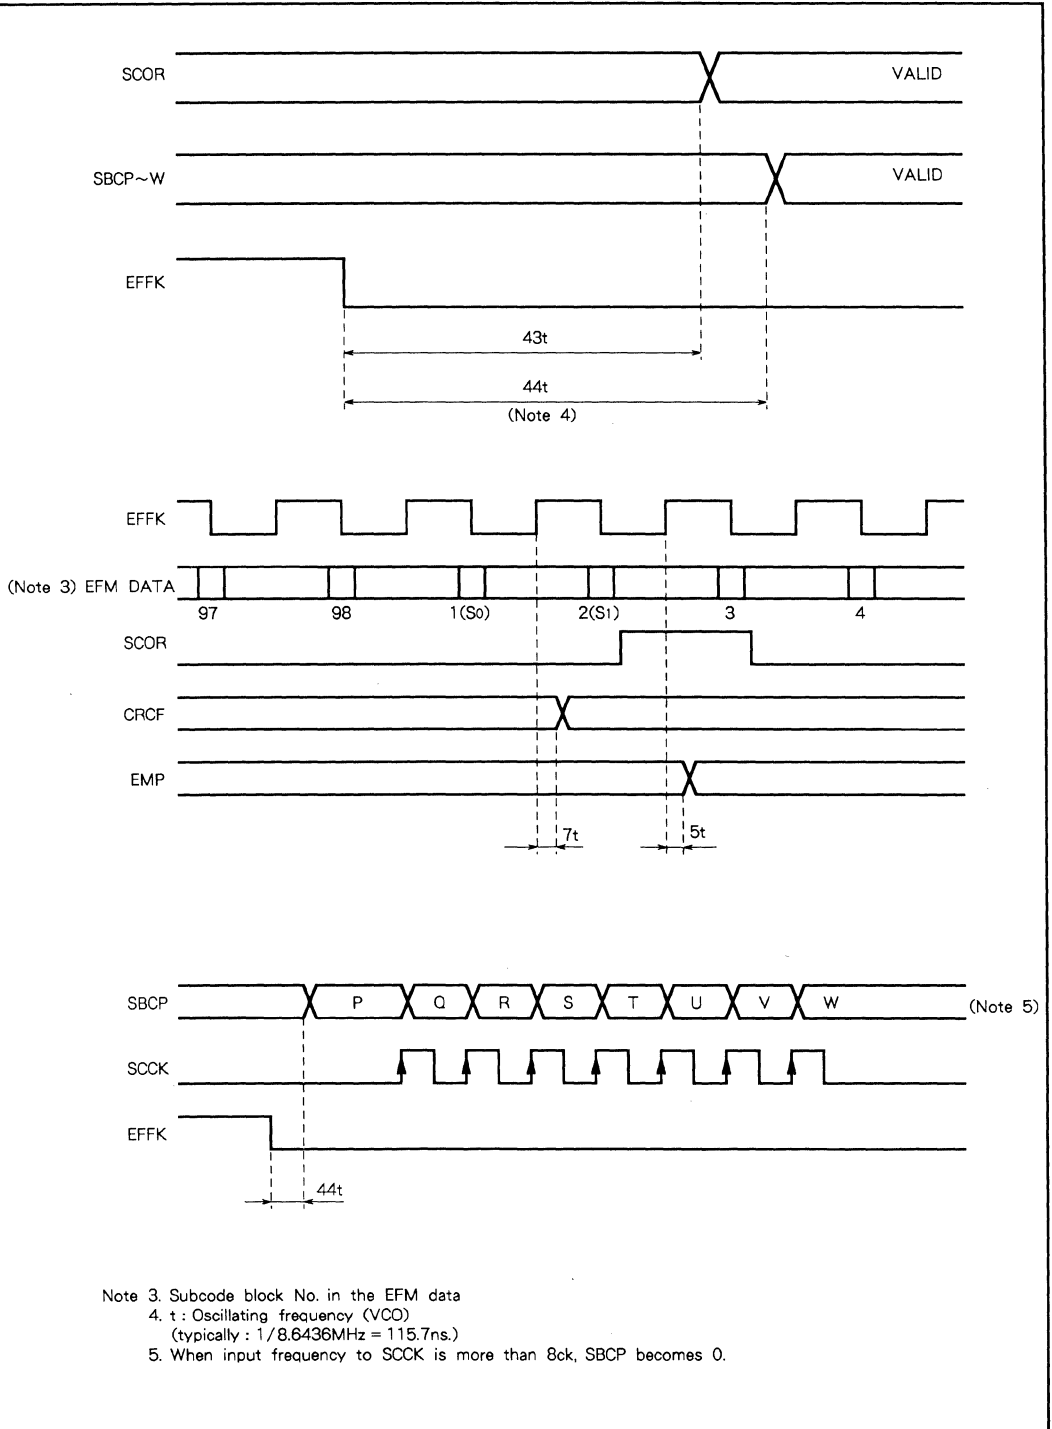 SCOR VALID
SBCP~W VALID
EFFK
43t
44t
(Note 4)
EFFK
(Note 3) EFM DATA
97 98 1(S0) 2(S1) 3 4
SCOR
CRCF
EMP
7t 5t
SBCP P Q R S T U V W (Note 5)
SCCK
EFFK
44t
Note 3. Subcode block No. in the EFM data
4. t : Oscillating frequency (VCO)
(typically : 1/8.6436MHz = 115.7ns.)
5. When input frequency to SCCK is more than 8ck, SBCP becomes 0.